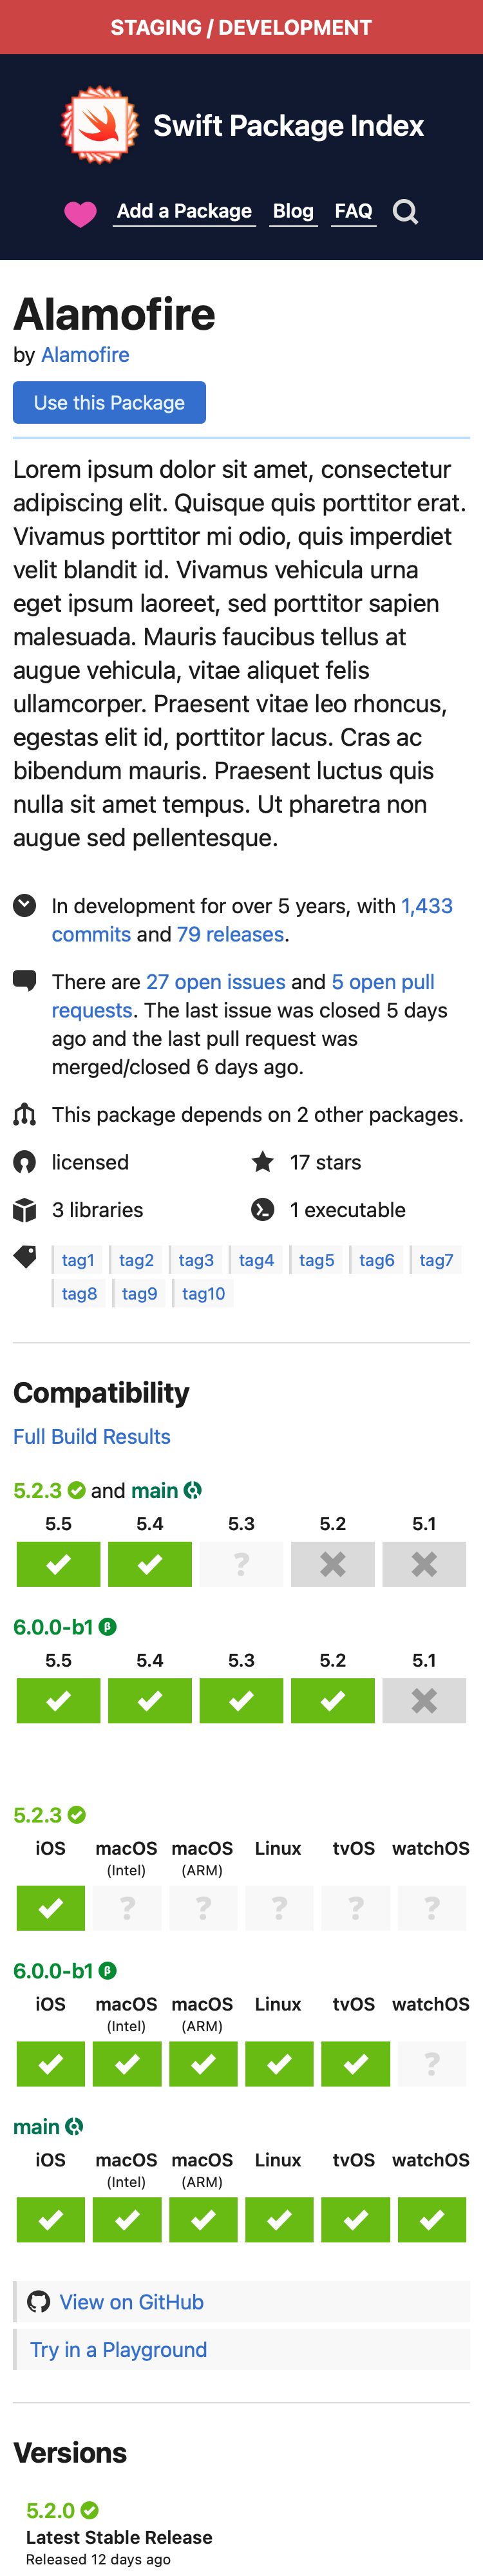 STAGING / DEVELOPMENT
Swift Package Index
Add a Package Blog FAQ
Alamofire
by Alamofire
Use this Package
Lorem ipsum dolor sit amet, consectetur
adipiscing elit. Quisque quis porttitor erat.
Vivamus porttitor mi odio, quis imperdiet
velit blandit id. Vivamus vehicula urna
eget ipsum laoreet, sed porttitor sapien
malesuada. Mauris faucibus tellus at
augue vehicula, vitae aliquet felis
ullamcorper. Praesent vitae leo rhoncus,
egestas elit id, porttitor lacus. Cras ac
bibendum mauris. Praesent luctus quis
nulla sit amet tempus. Ut pharetra non
augue sed pellentesque.
In development for over 5 years, with 1,433
commits and 79 releases.
There are 27 open issues and 5 open pull
requests. The last issue was closed 5 days
ago and the last pull request was
merged/closed 6 days ago.
This package depends on 2 other packages.
licensed 17 stars
3 libraries 1 executable
tag1 tag2 tag3 tag4 tag5 tag6 tag7
tag8 tag9 tag10
Compatibility
Full Build Results
5.2.3 and main
5.5 5.4 5.3 5.2 5.1
?
6.0.0-b1 β
5.5 5.4 5.3 5.2 5.1
5.2.3
iOS macOS macOS Linux tvOS watchOS
(Intel) (ARM)
? ? ? ? ?
6.0.0-b1 β
iOS macOS macOS Linux tvOS watchOS
(Intel) (ARM)
?
main
iOS macOS macOS Linux tvOS watchOS
(Intel) (ARM)
View on GitHub
Try in a Playground
Versions
5.2.0
Latest Stable Release
Released 12 days ago